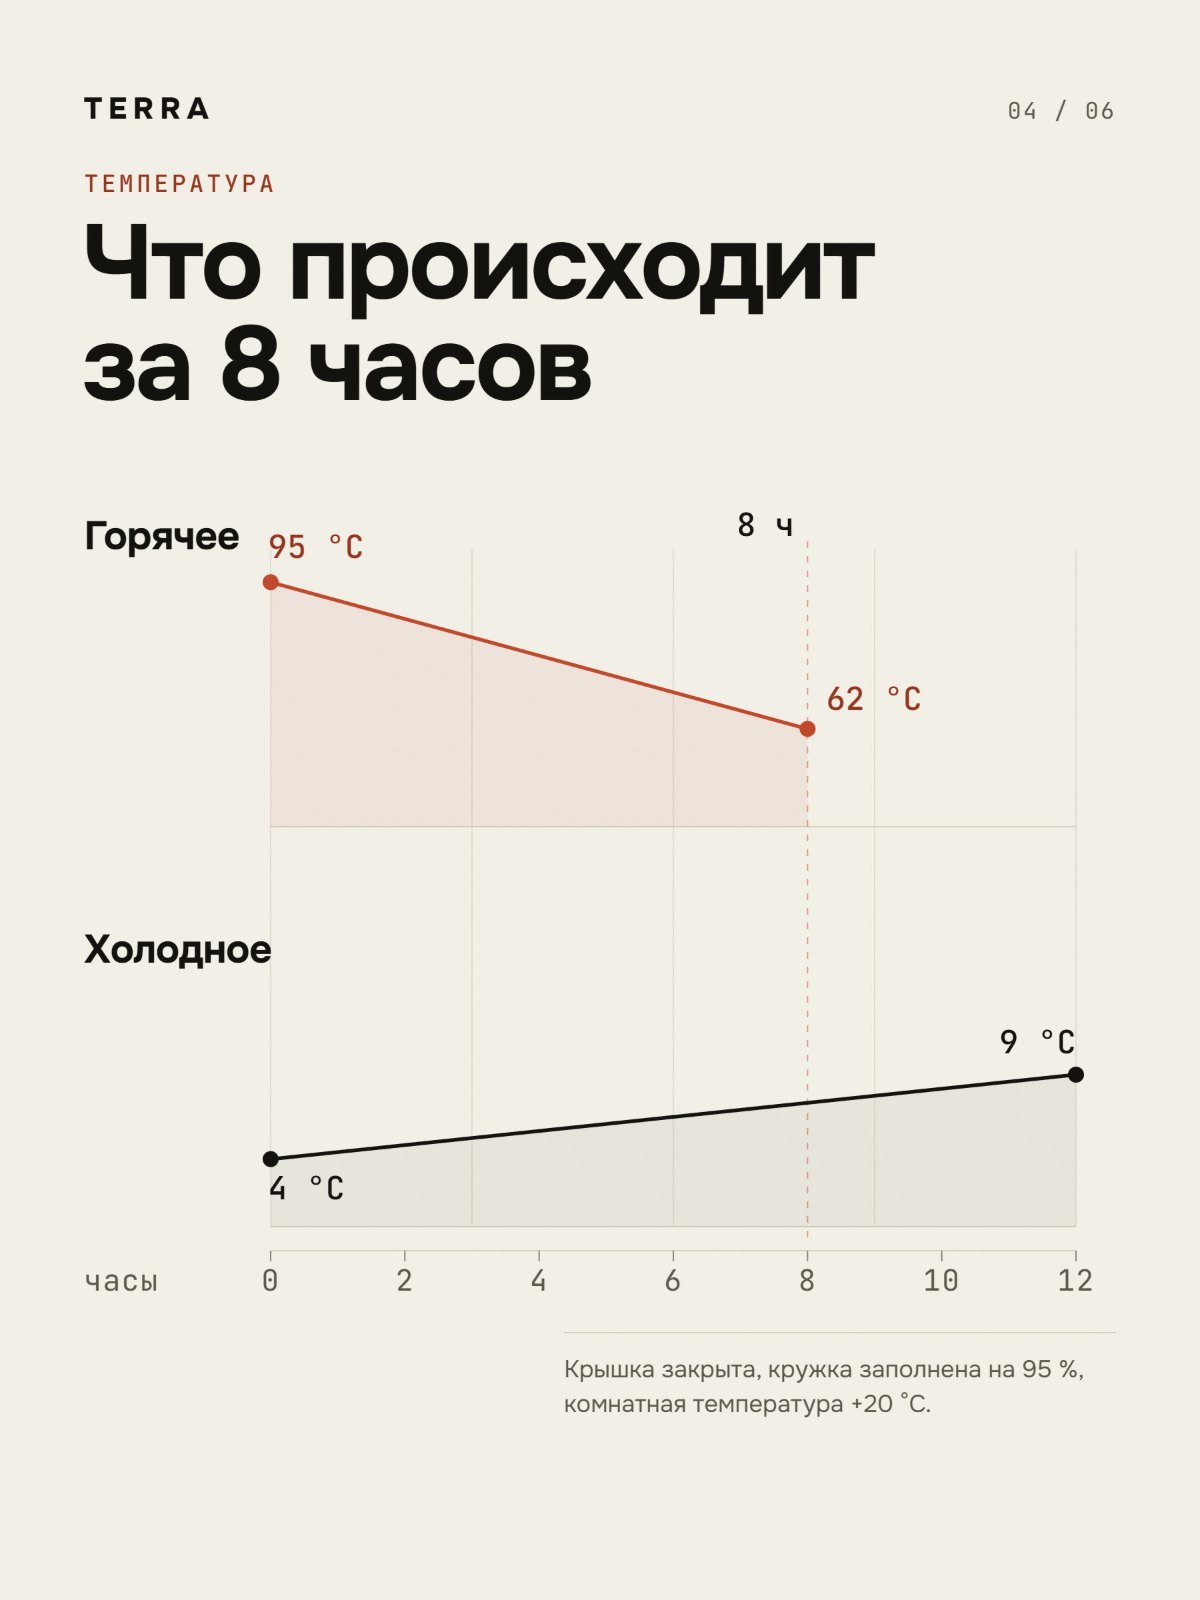 TERRA
04 / 06
ТЕМПЕРАТУРА
Что происходит
за 8 часов
8 ч
Горячее
95 °C
62 °C
Холодное
9 °C
4 °C
часы
0 2 4 6 8 10 12
Крышка закрыта, кружка заполнена на 95 %,
комнатная температура +20 °C.